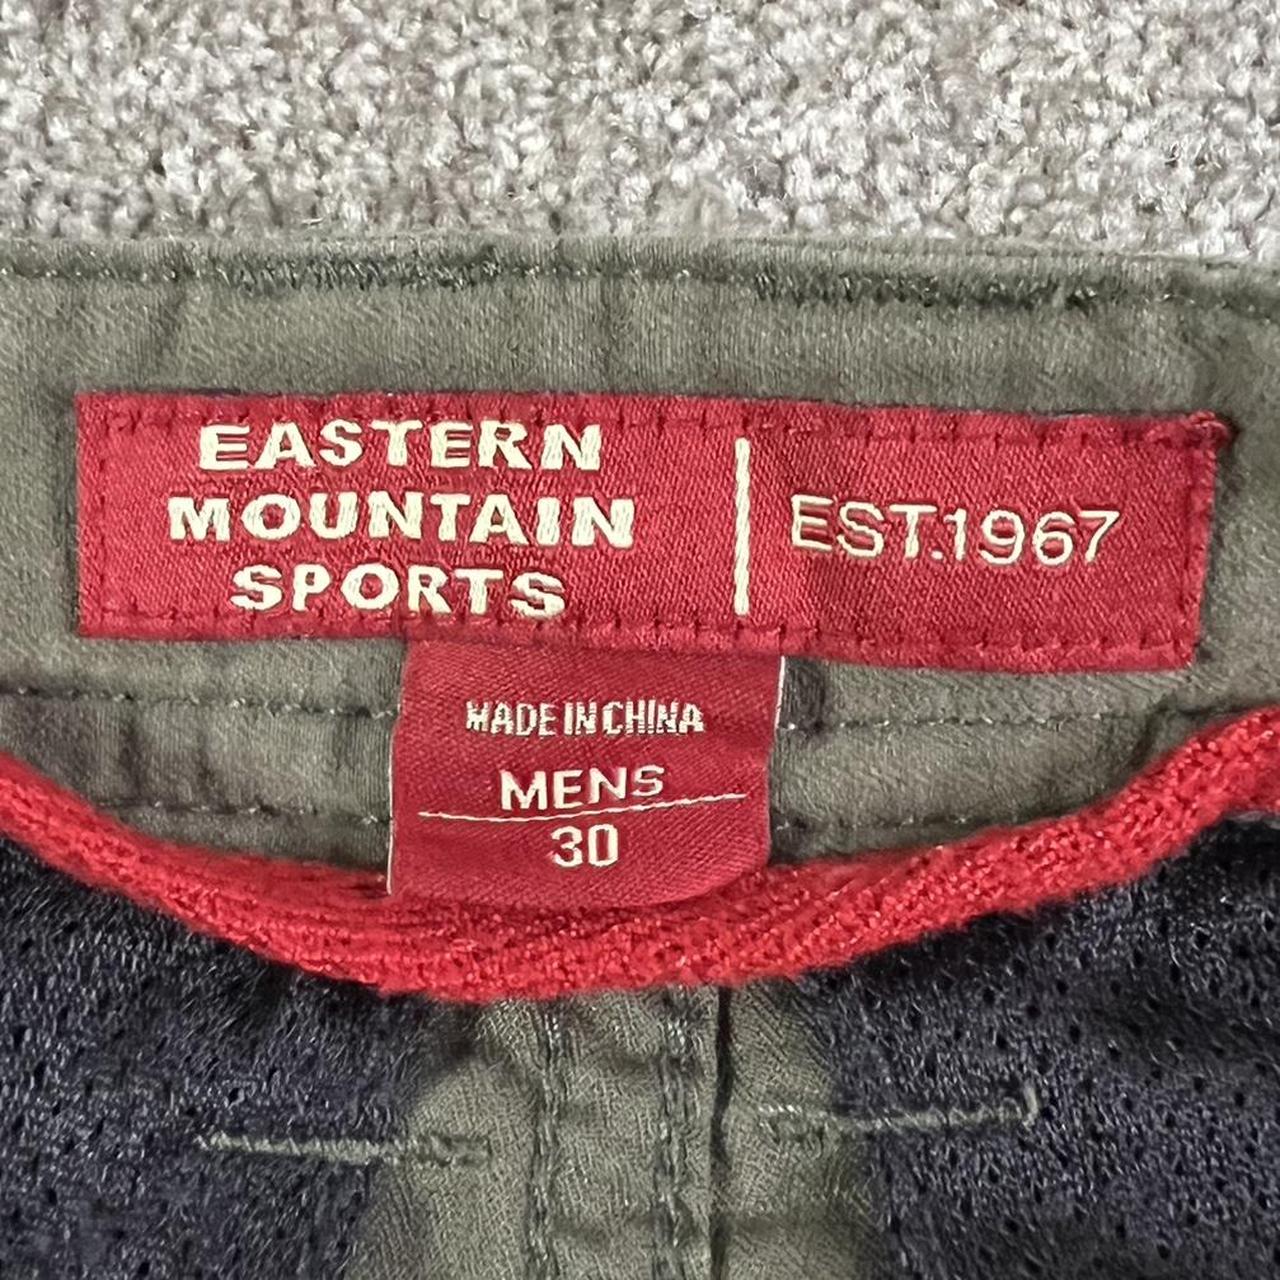 EASTERN
MOUNTAIN
SPORTS
EST.1967
MADE IN CHINA
MENS
30